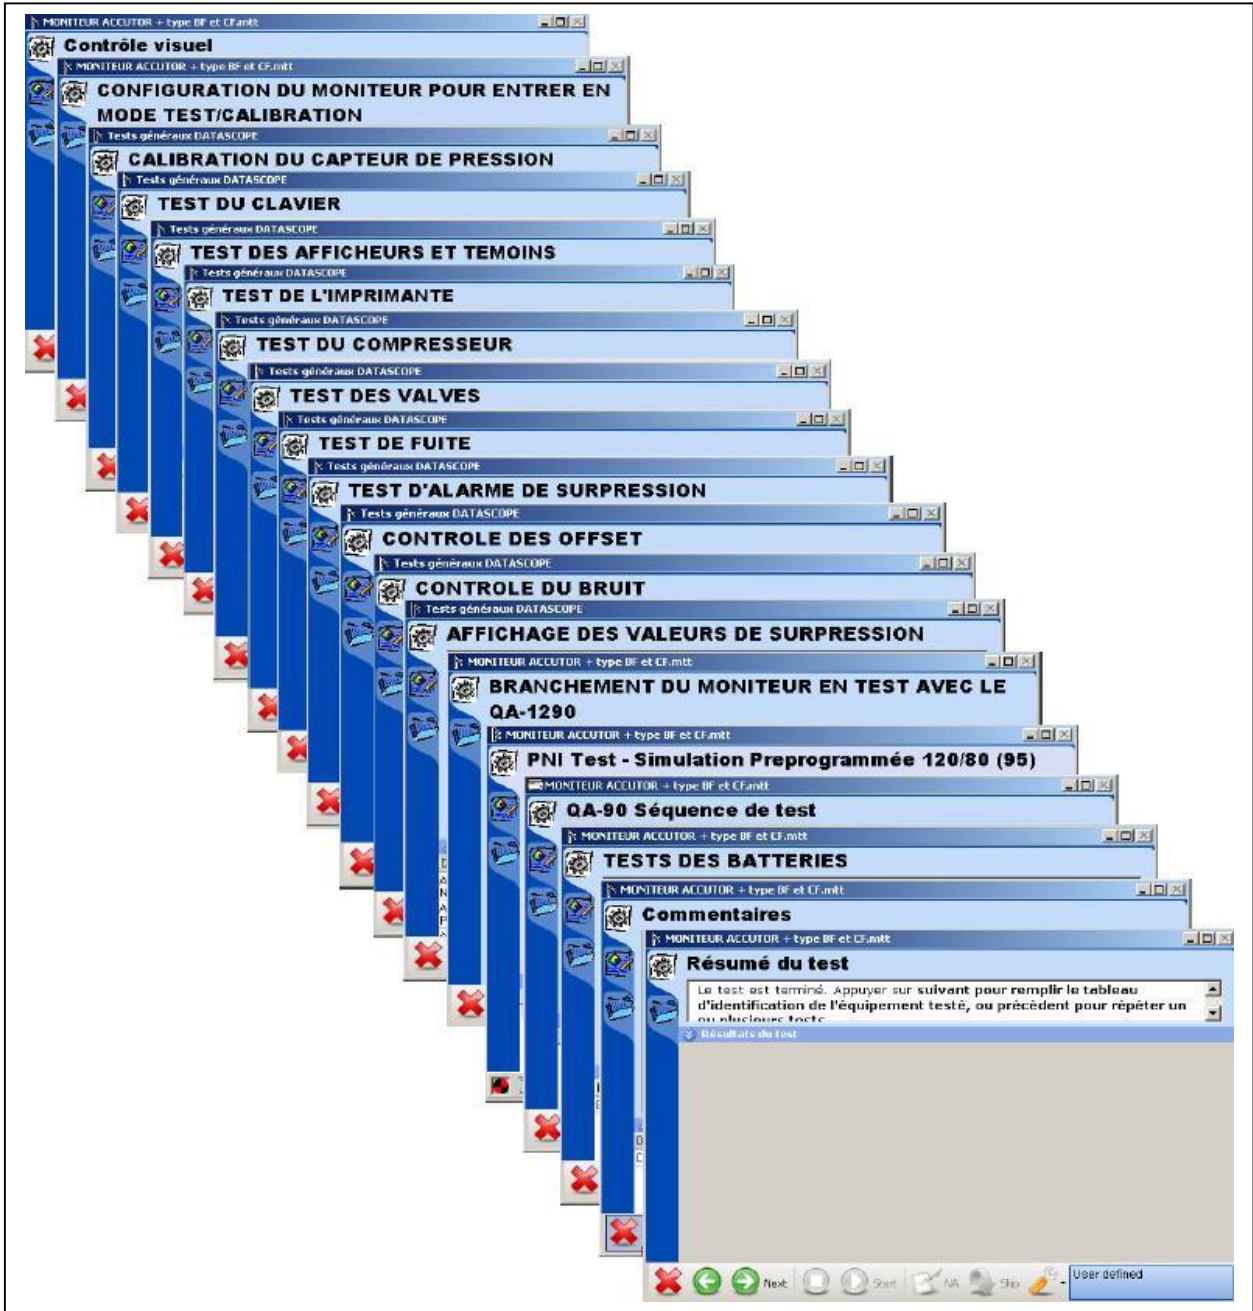 MONITEUR ACCUTOR + type BF et CF.mtt
Contrôle visuel
MONITEUR ACCUTOR + type BF et CF.mtt
CONFIGURATION DU MONITEUR POUR ENTRER EN
MODE TEST/CALIBRATION
Tests généraux DATASCOPE
CALIBRATION DU CAPTEUR DE PRESSION
Tests généraux DATASCOPE
TEST DU CLAVIER
Tests généraux DATASCOPE
TEST DES AFFICHEURS ET TEMOINS
Tests généraux DATASCOPE
TEST DE L'IMPRIMANTE
Tests généraux DATASCOPE
TEST DU COMPRESSEUR
Tests généraux DATASCOPE
TEST DES VALVES
Tests généraux DATASCOPE
TEST DE FUITE
Tests généraux DATASCOPE
TEST D'ALARME DE SURPRESSION
Tests généraux DATASCOPE
CONTROLE DES OFFSET
Tests généraux DATASCOPE
CONTROLE DU BRUIT
Tests généraux DATASCOPE
AFFICHAGE DES VALEURS DE SURPRESSION
MONITEUR ACCUTOR + type BF et CF.mtt
BRANCHEMENT DU MONITEUR EN TEST AVEC LE
QA-1290
MONITEUR ACCUTOR + type BF et CF.mtt
PNI Test - Simulation Preprogrammée 120/80 (95)
MONITEUR ACCUTOR + type BF et CF.mtt
QA-90 Séquence de test
MONITEUR ACCUTOR + type BF et CF.mtt
TESTS DES BATTERIES
MONITEUR ACCUTOR + type BF et CF.mtt
Commentaires
MONITEUR ACCUTOR + type BF et CF.mtt
Résumé du test
Le test est terminé. Appuyer sur suivant pour remplir le tableau
d'identification de l'équipement testé, ou précédent pour répéter un
ou plusieurs tests
Résultats du test
Next Start NA Skip User defined